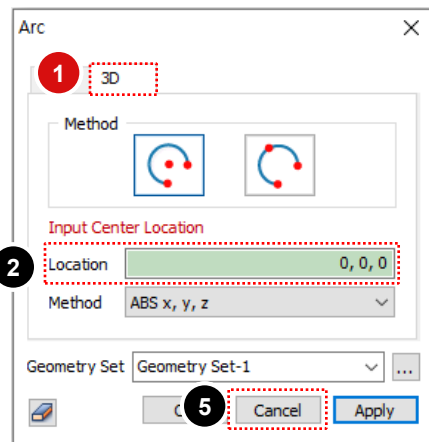 Arc
1 3D
Method
Input Center Location
2 Location 0, 0, 0
Method ABS x, y, z
Geometry Set Geometry Set-1 ...
5 Cancel Apply